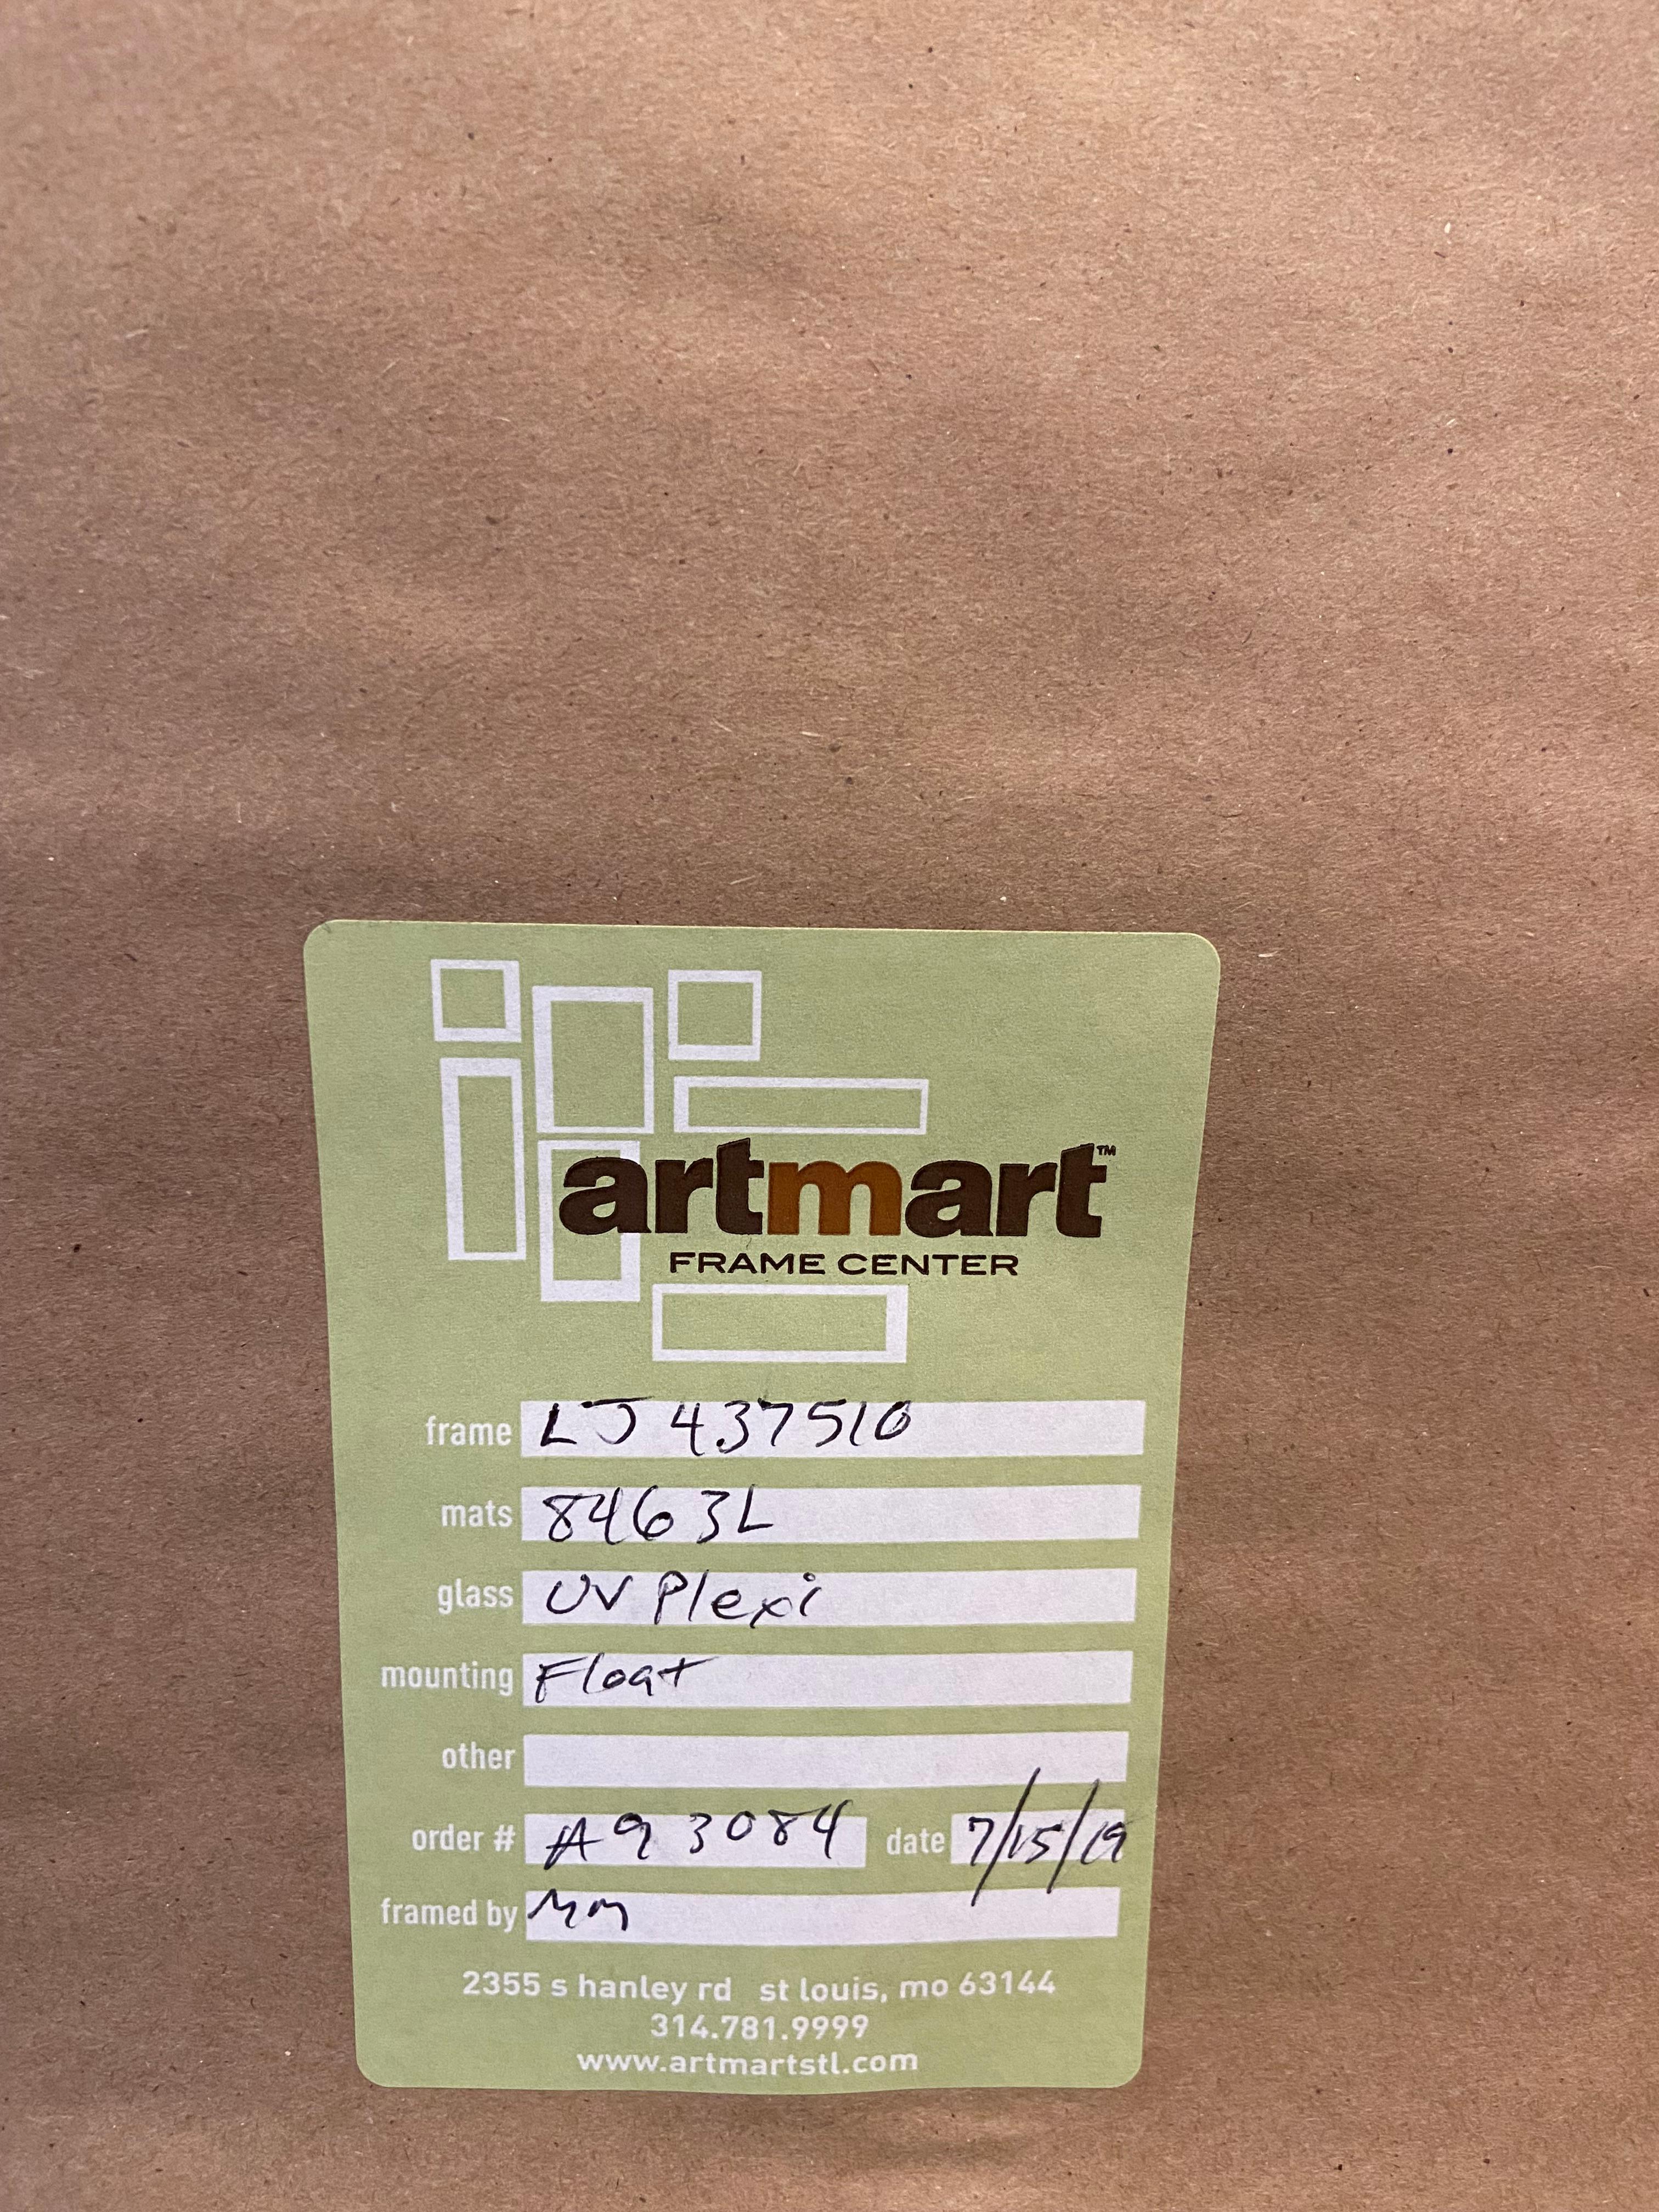 artmart™
FRAME CENTER
frame LJ 437510
mats 8463L
glass UV Plexi
mounting Float
other
order # A93084 date 7/15/19
framed by MM
2355 s hanley rd st louis, mo 63144
314.781.9999
www.artmartstl.com